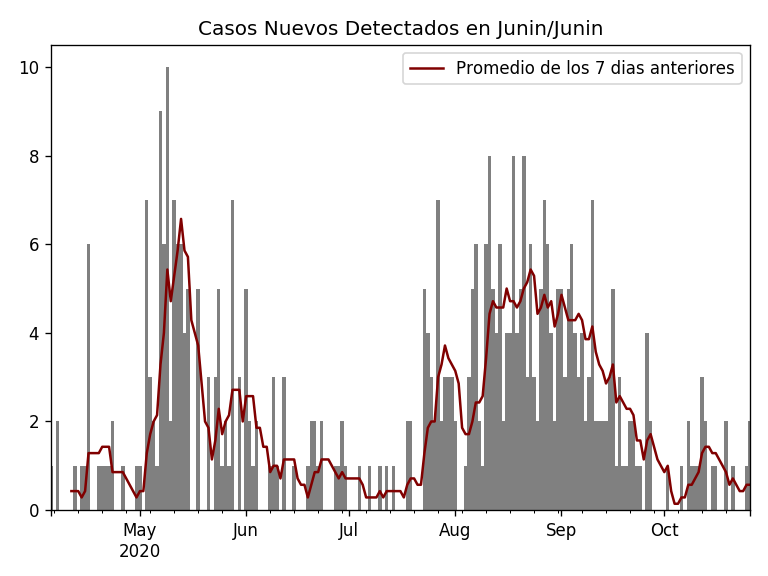 Casos Nuevos Detectados en Junin/Junin
Promedio de los 7 dias anteriores
10
8
6
4
2
0
May Jun Jul Aug Sep Oct
2020